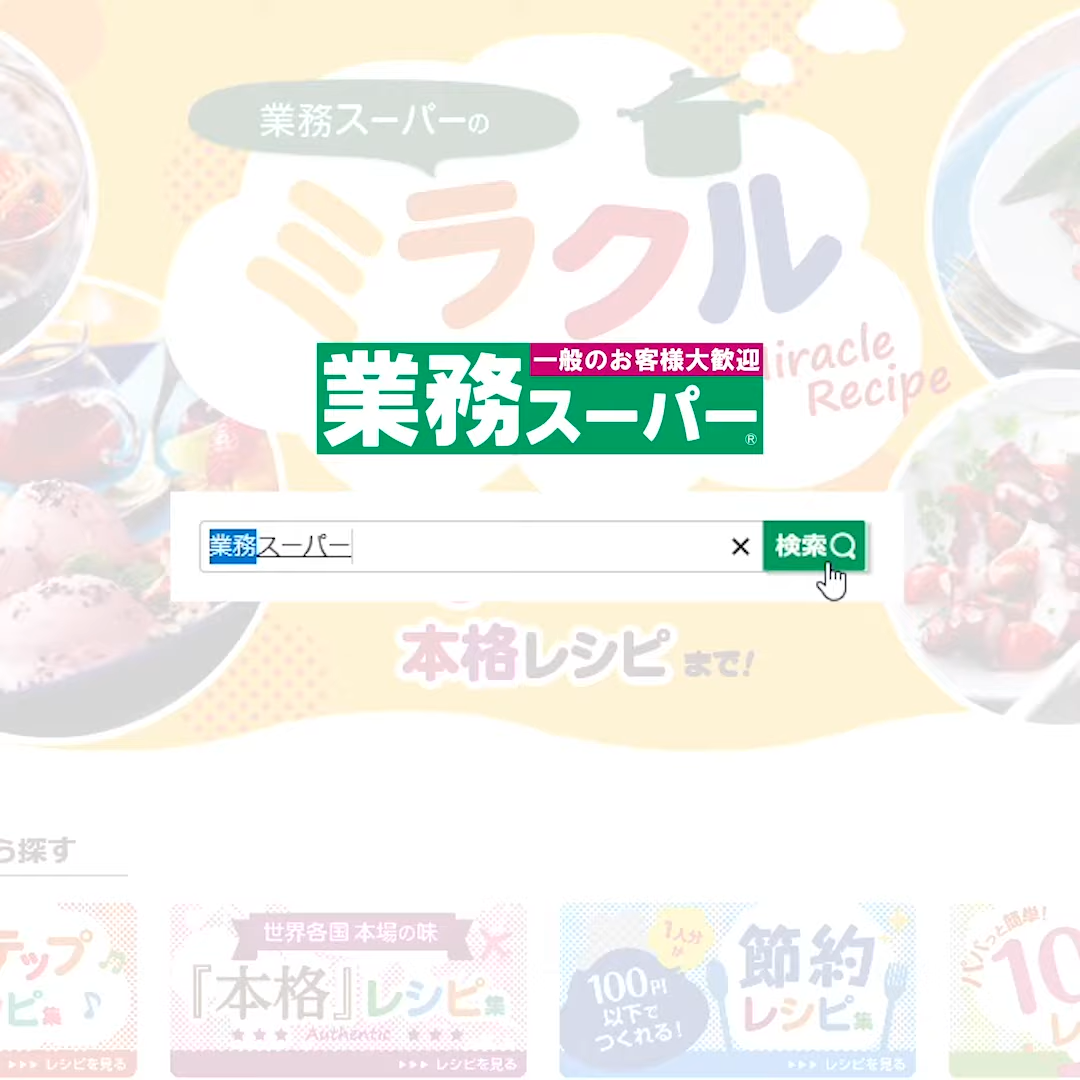 業務スーパーの
ミラクル
Miracle
Recipe
業務スーパー
一般のお客様大歓迎
®
業務スーパー
×
検索
本格レシピまで!
ら探す
テップ
ピ集
レシピを見る
世界各国 本場の味
『本格』レシピ集
Authentic
レシピを見る
1人分が
100円
以下で
つくれる!
節約
レシピ集
レシピを見る
パパっと簡単!
10
レ